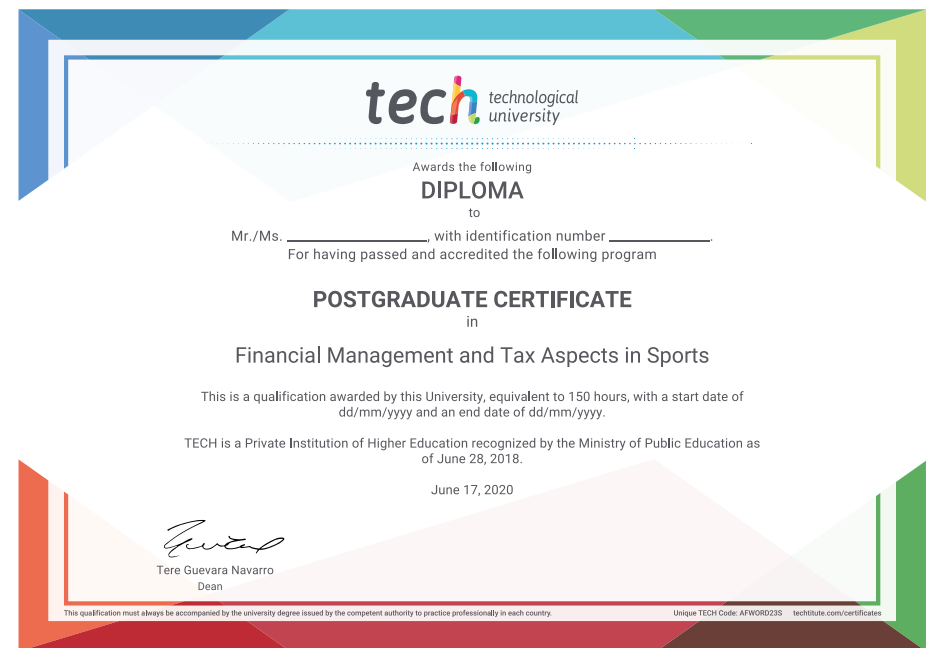 tech technological
university
Awards the following
DIPLOMA
to
Mr./Ms. ____________________, with identification number ______________.
For having passed and accredited the following program
POSTGRADUATE CERTIFICATE
in
Financial Management and Tax Aspects in Sports
This is a qualification awarded by this University, equivalent to 150 hours, with a start date of
dd/mm/yyyy and an end date of dd/mm/yyyy.
TECH is a Private Institution of Higher Education recognized by the Ministry of Public Education as
of June 28, 2018.
June 17, 2020
Tere Guevara Navarro
Dean
This qualification must always be accompanied by the university degree issued by the competent authority to practice professionally in each country.
Unique TECH Code: AFWORD23S techtitute.com/certificates